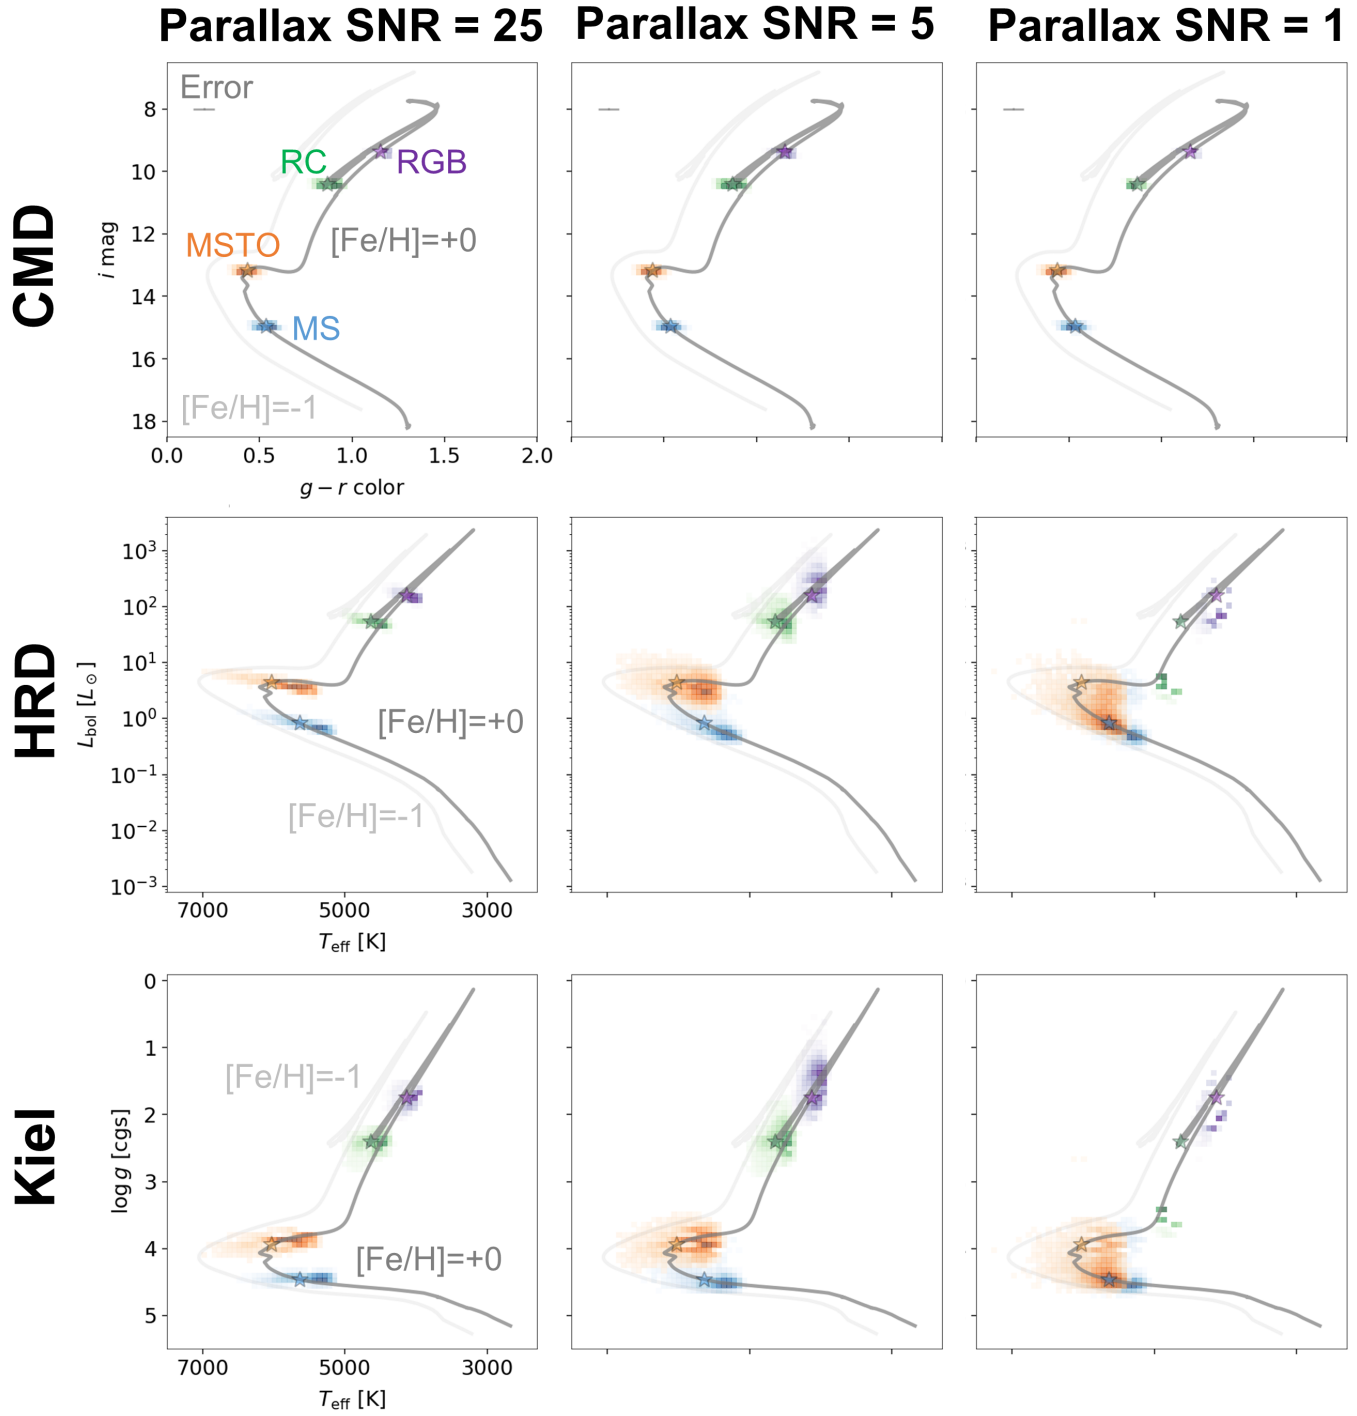 Parallax SNR = 25
Parallax SNR = 5
Parallax SNR = 1
CMD
Error
RC
RGB
MSTO
[Fe/H]=+0
MS
[Fe/H]=-1
i mag
8
10
12
14
16
18
0.0 0.5 1.0 1.5 2.0
g − r color
HRD
L_bol [L_⊙]
10³
10²
10¹
10⁰
10⁻¹
10⁻²
10⁻³
[Fe/H]=+0
[Fe/H]=-1
7000 5000 3000
T_eff [K]
Kiel
log g [cgs]
0
1
2
3
4
5
[Fe/H]=-1
[Fe/H]=+0
7000 5000 3000
T_eff [K]